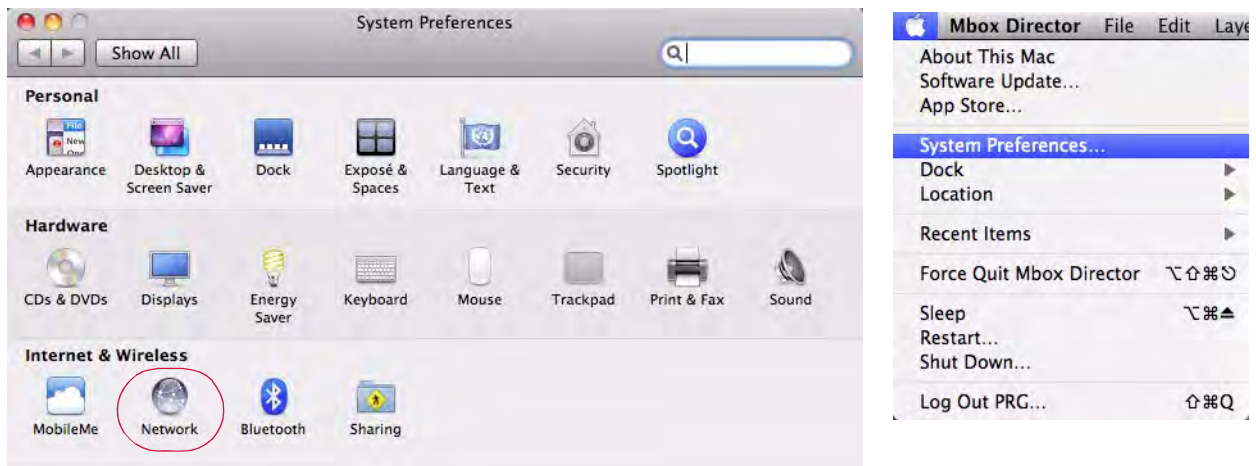 System Preferences
Show All
Personal
Appearance
Desktop &
Screen Saver
Dock
Exposé &
Spaces
Language &
Text
Security
Spotlight
Hardware
CDs & DVDs
Displays
Energy
Saver
Keyboard
Mouse
Trackpad
Print & Fax
Sound
Internet & Wireless
MobileMe
Network
Bluetooth
Sharing
Mbox Director File Edit Laye
About This Mac
Software Update...
App Store...
System Preferences...
Dock
Location
Recent Items
Force Quit Mbox Director ⌥⇧⌘⎋
Sleep ⌥⌘⏏
Restart...
Shut Down...
Log Out PRG... ⇧⌘Q